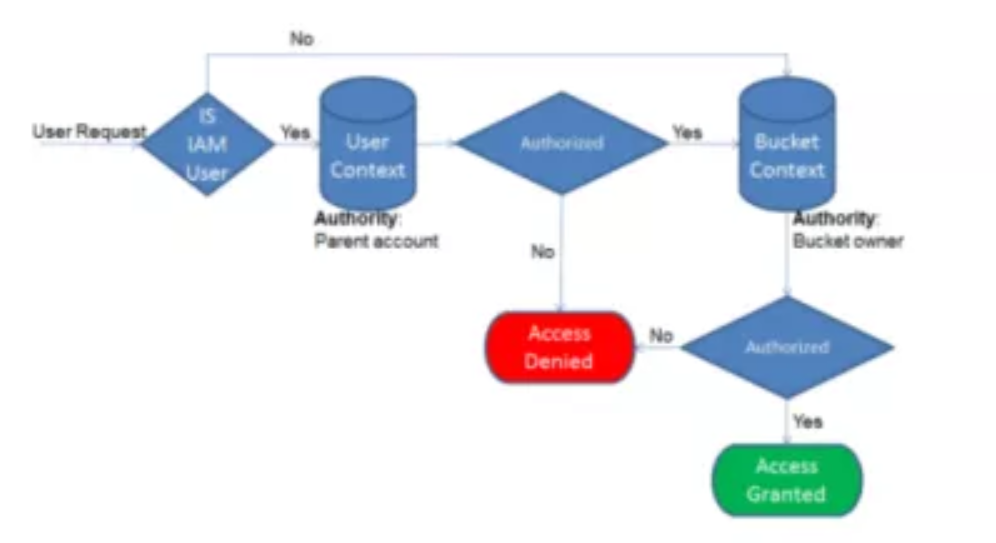 No
User Request
IS
IAM
User
Yes
User
Context
Authorized
Yes
Bucket
Context
Authority:
Parent account
Authority:
Bucket owner
No
Access
Denied
No
Authorized
Yes
Access
Granted